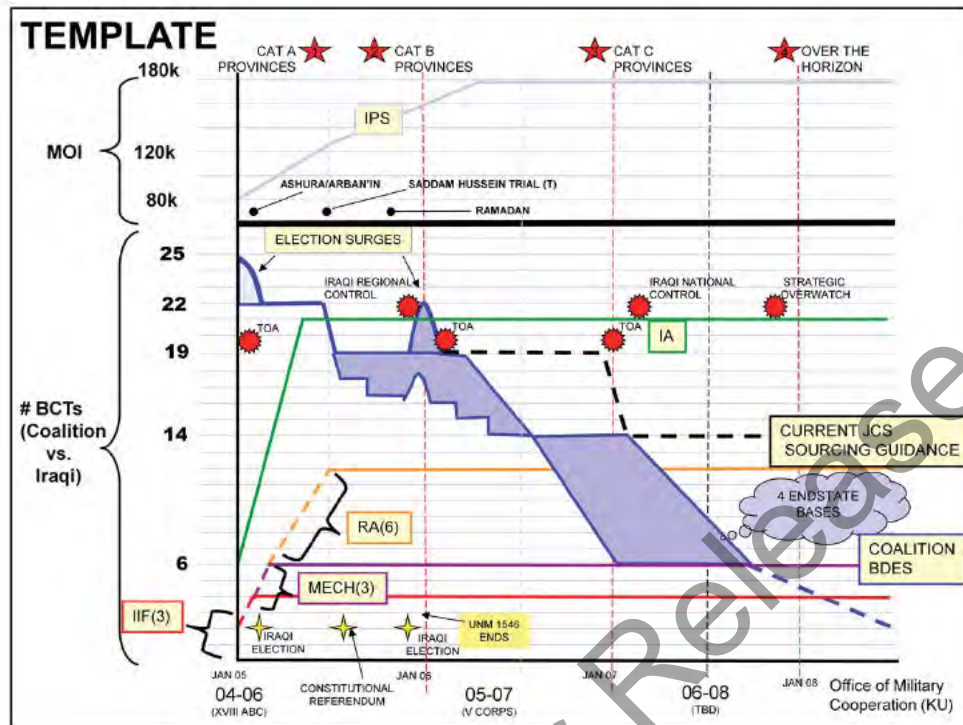 TEMPLATE
CAT A
PROVINCES
1
2
CAT B
PROVINCES
3
CAT C
PROVINCES
4
OVER THE
HORIZON
180k
IPS
MOI
120k
80k
ASHURA/ARBAN'IN
SADDAM HUSSEIN TRIAL (T)
RAMADAN
ELECTION SURGES
25
IRAQI REGIONAL
CONTROL
IRAQI NATIONAL
CONTROL
STRATEGIC
OVERWATCH
22
TOA
TOA
TOA
IA
19
# BCTs
(Coalition
vs.
Iraqi)
14
CURRENT JCS
SOURCING GUIDANCE
4 ENDSTATE
BASES
RA(6)
6
COALITION
BDES
MECH(3)
IIF(3)
IRAQI
ELECTION
IRAQI
ELECTION
UNM 1546
ENDS
JAN 05
CONSTITUTIONAL
REFERENDUM
JAN 06
JAN 07
JAN 08
04-06
(XVIII ABC)
05-07
(V CORPS)
06-08
(TBD)
Office of Military
Cooperation (KU)
Release